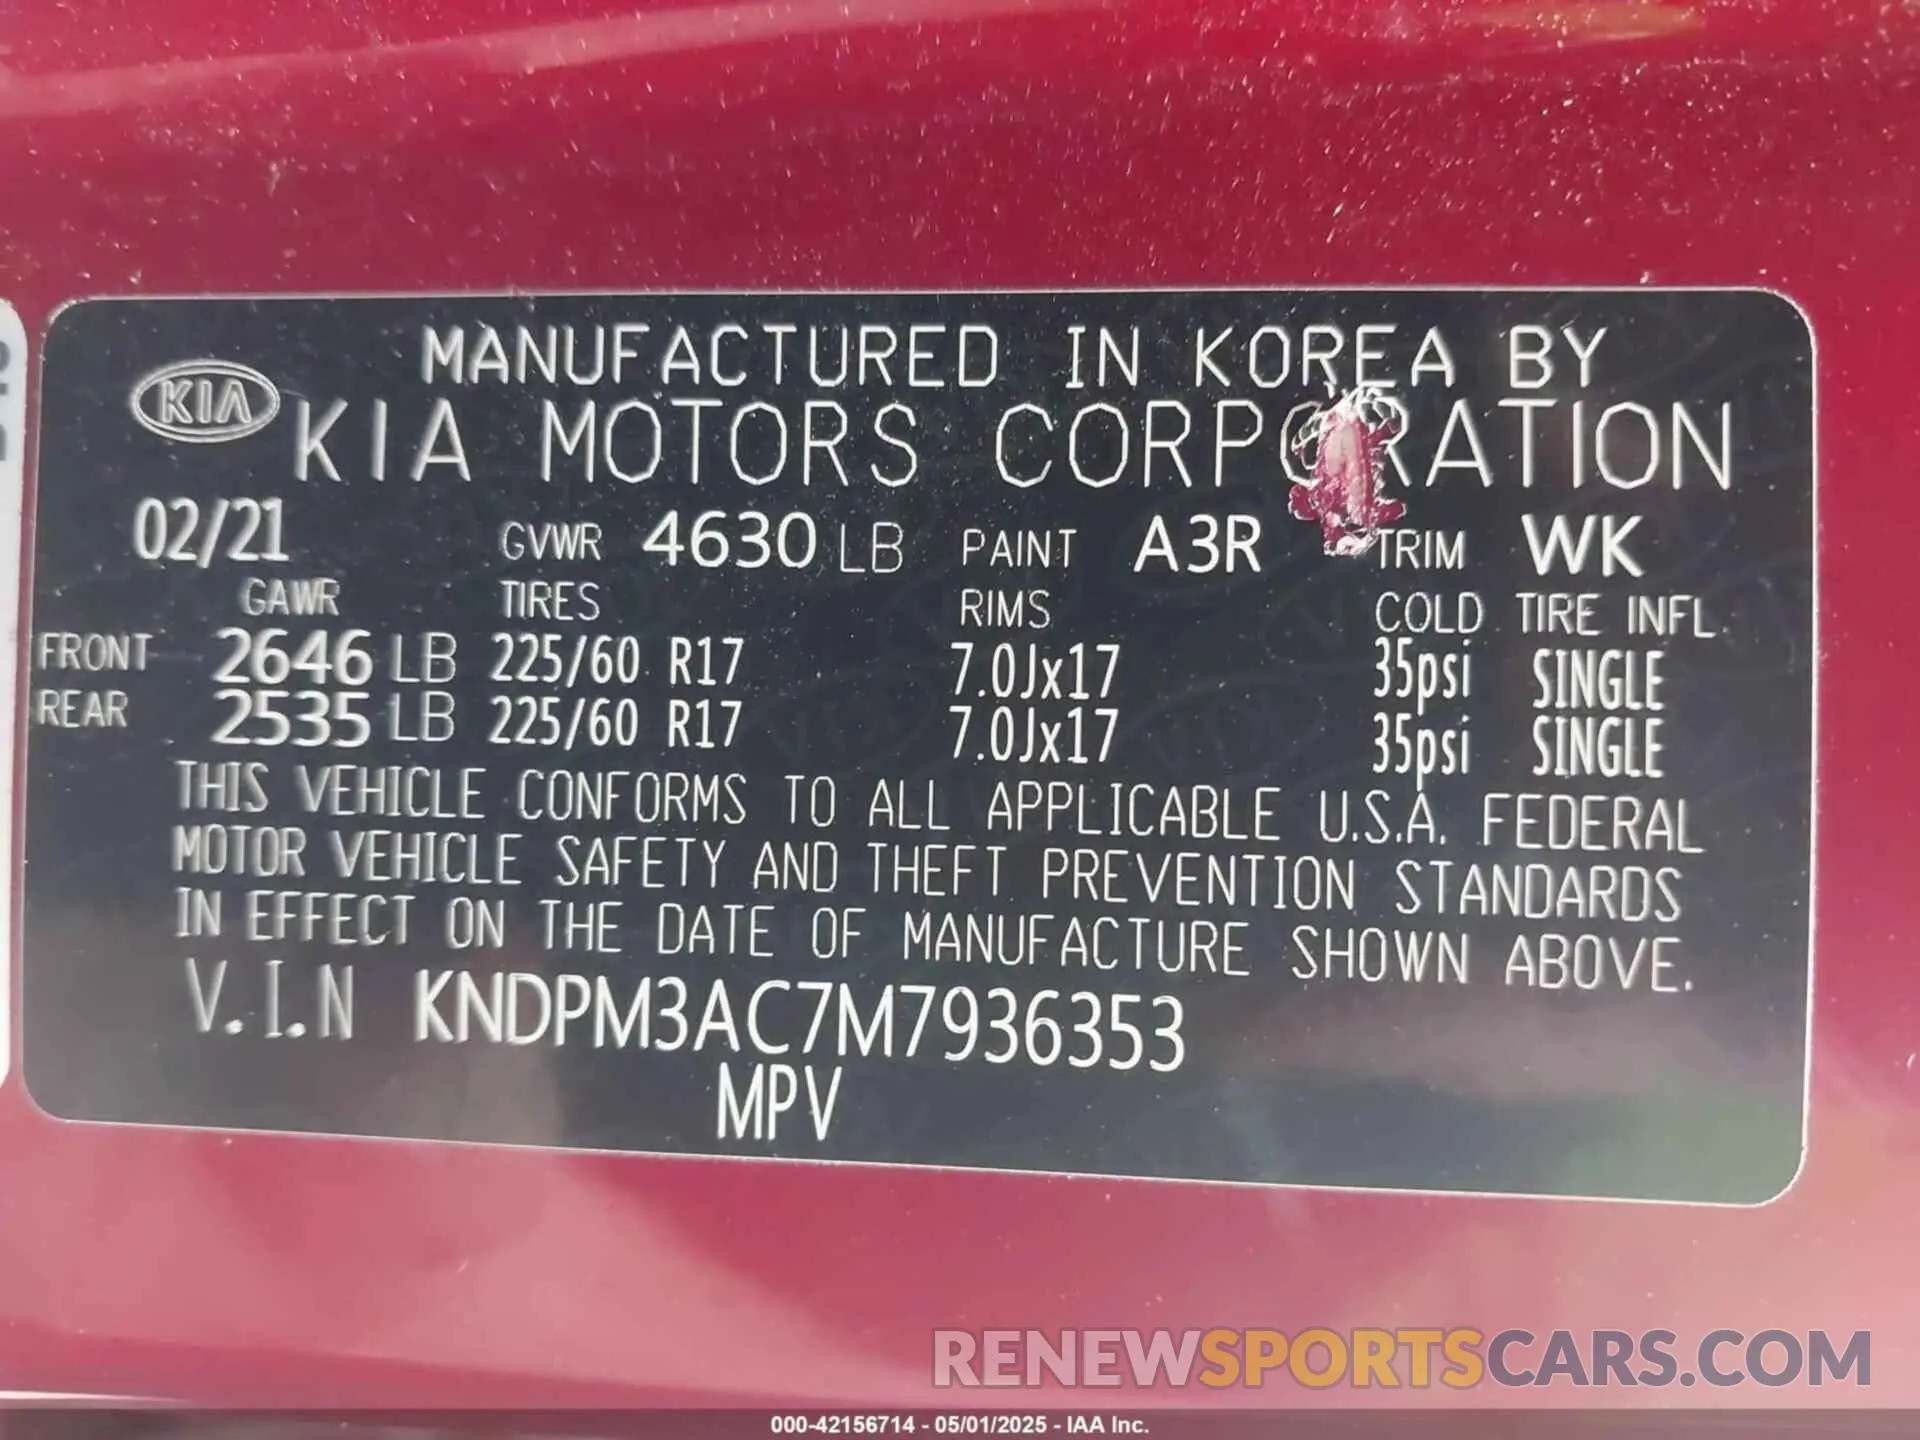 MANUFACTURED IN KOREA BY
KIA KIA MOTORS CORPORATION
02/21 GVWR 4630 LB PAINT A3R TRIM WK
GAWR TIRES RIMS COLD TIRE INFL.
FRONT 2646 LB 225/60 R17 7.0Jx17 35psi SINGLE
REAR 2535 LB 225/60 R17 7.0Jx17 35psi SINGLE
THIS VEHICLE CONFORMS TO ALL APPLICABLE U.S.A. FEDERAL
MOTOR VEHICLE SAFETY AND THEFT PREVENTION STANDARDS
IN EFFECT ON THE DATE OF MANUFACTURE SHOWN ABOVE.
V.I.N KNDPM3AC7M7936353
MPV
RENEWSPORTSCARS.COM
000-42156714 - 05/01/2025 - IAA Inc.